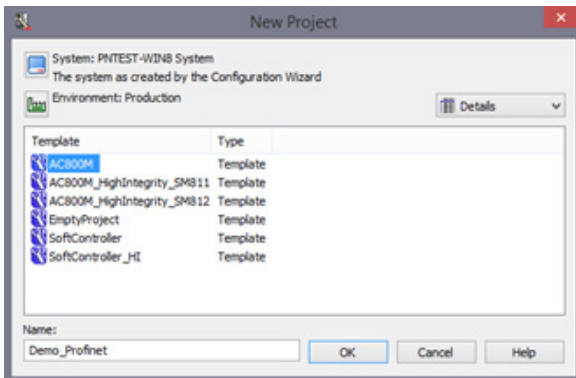 New Project
System: PNTEST-WIN8 System
The system as created by the Configuration Wizard
Environment: Production
Details
Template Type
AC800M Template
AC800M_HighIntegrity_SM811 Template
AC800M_HighIntegrity_SM812 Template
EmptyProject Template
SoftController Template
SoftController_HI Template
Name:
Demo_Profinet
OK Cancel Help